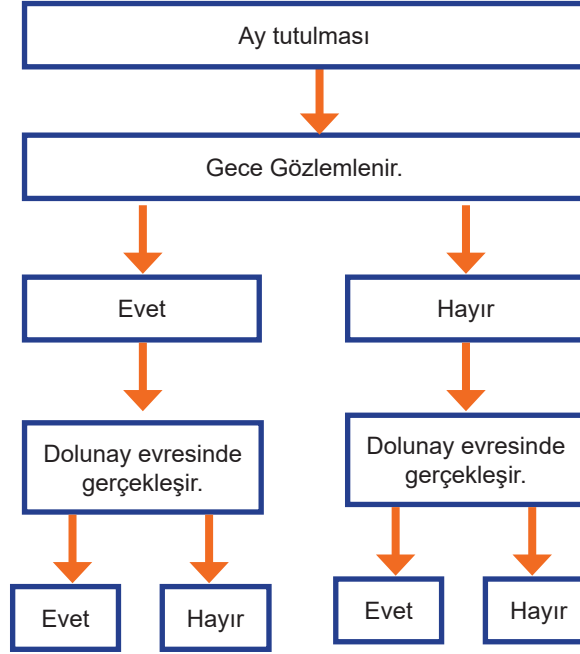 Ay tutulması
Gece Gözlemlenir.
Evet
Hayır
Dolunay evresinde
gerçekleşir.
Dolunay evresinde
gerçekleşir.
Evet
Hayır
Evet
Hayır